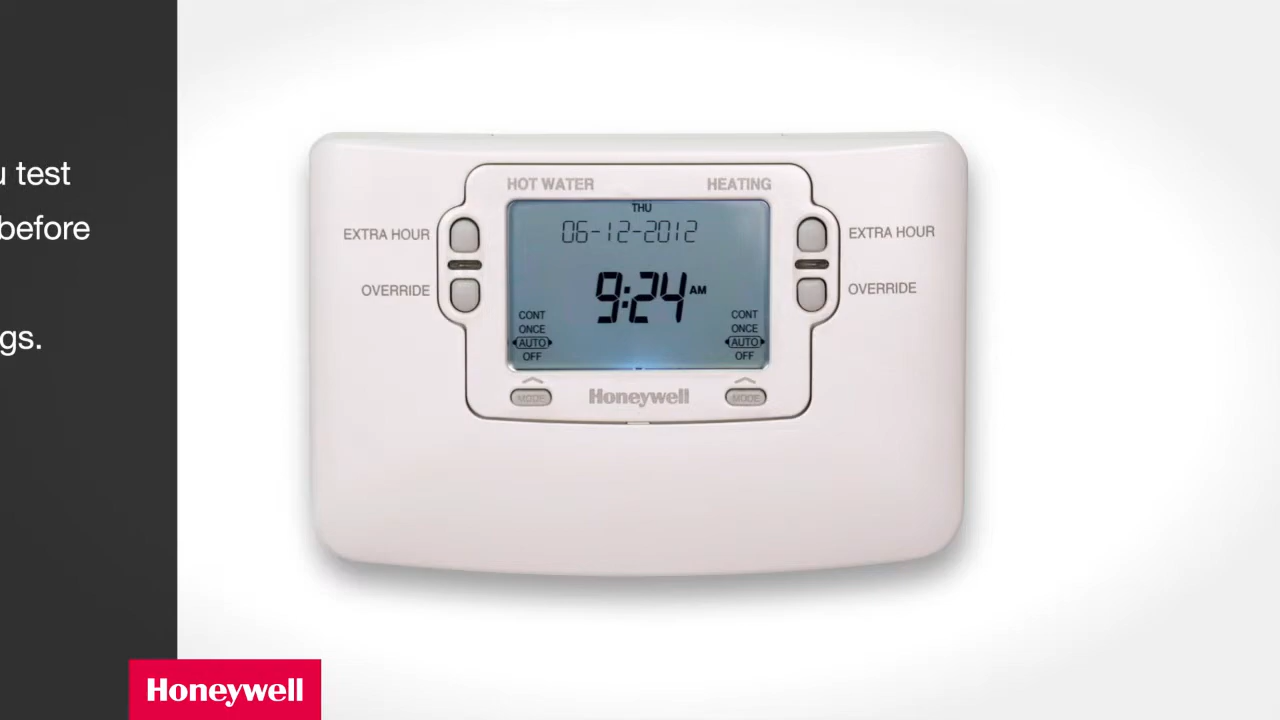 u test
before
gs.
HOT WATER HEATING
THU
06-12-2012
EXTRA HOUR
EXTRA HOUR
OVERRIDE
OVERRIDE
9:24 AM
CONT
ONCE
AUTO
OFF
CONT
ONCE
AUTO
OFF
MODE
Honeywell
MODE
Honeywell